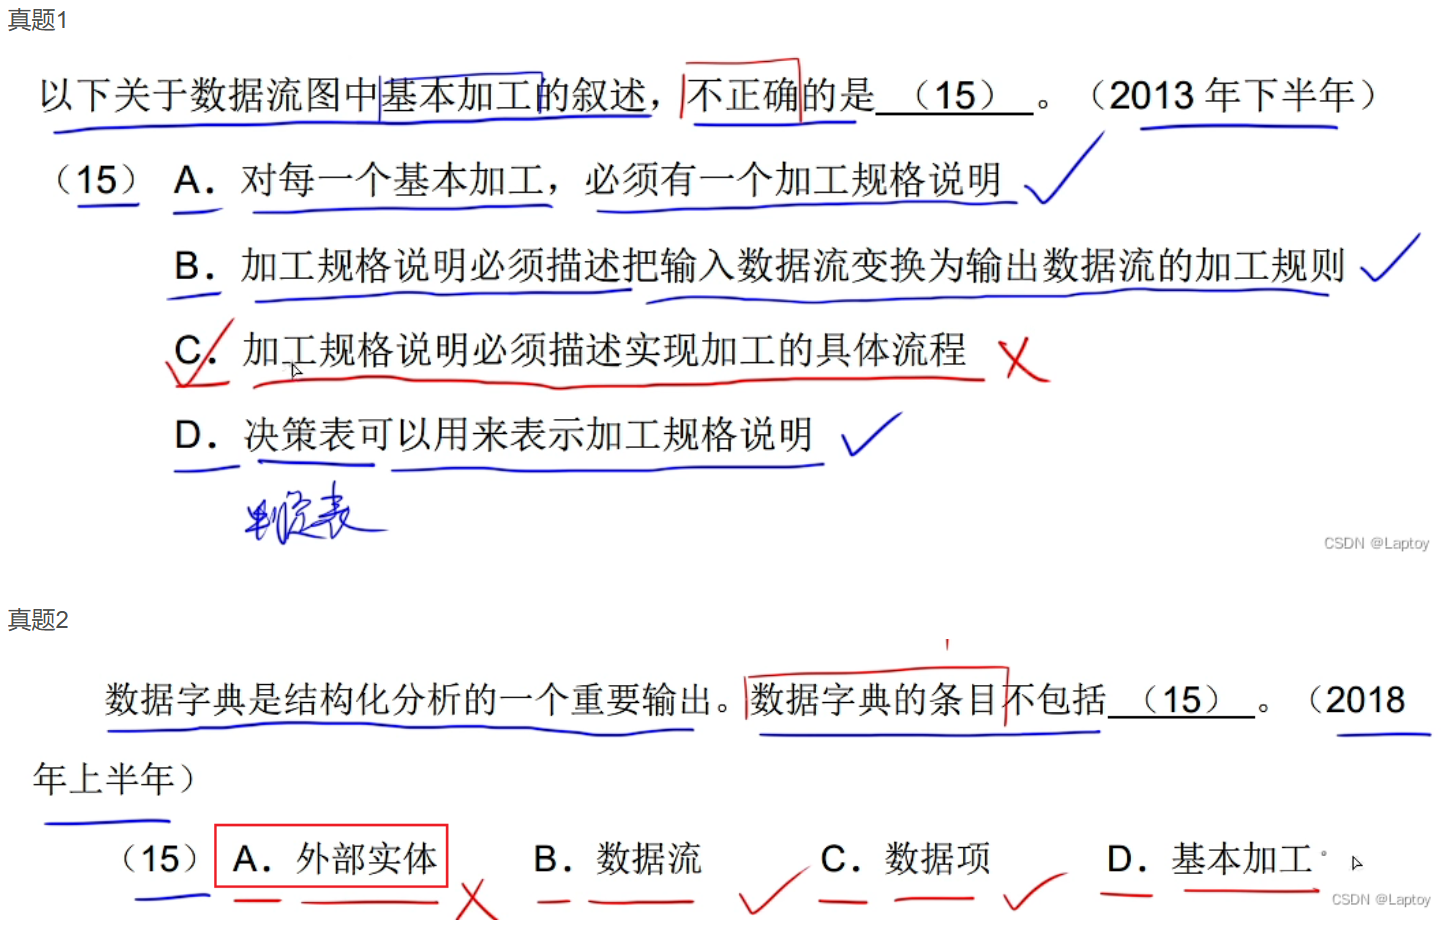 真题1
以下关于数据流图中基本加工的叙述，不正确的是 （15） 。（2013 年下半年）
（15） A．对每一个基本加工，必须有一个加工规格说明
B．加工规格说明必须描述把输入数据流变换为输出数据流的加工规则
C．加工规格说明必须描述实现加工的具体流程
D．决策表可以用来表示加工规格说明
判定表
CSDN @Laptoy
真题2
数据字典是结构化分析的一个重要输出。数据字典的条目不包括 （15） 。（2018
年上半年）
（15） A．外部实体 B．数据流 C．数据项 D．基本加工
CSDN @Laptoy